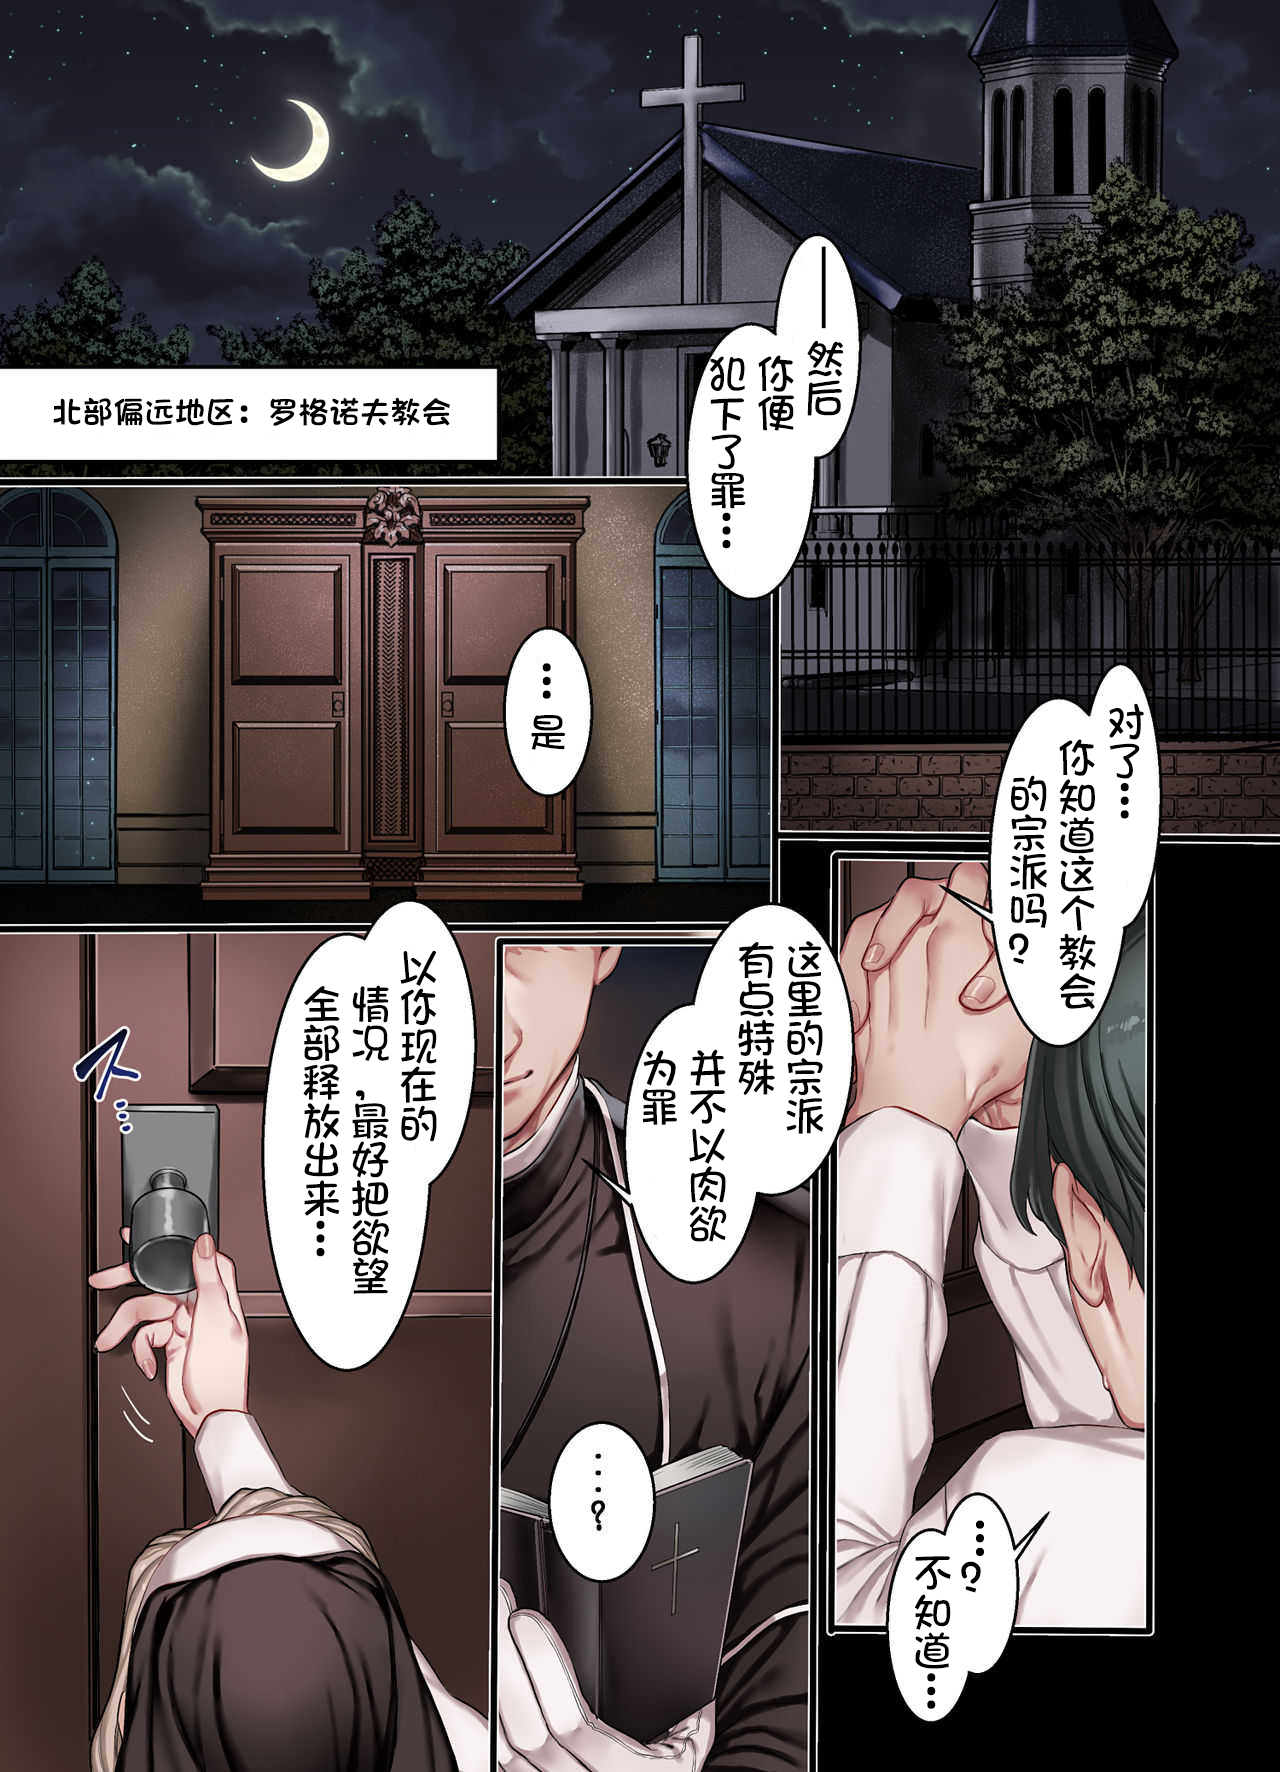 ——然后
你便
犯下了罪…
北部偏远地区：罗格诺夫教会
…是
对了…
你知道这个教会
的宗派吗？
…？
不知道…
这里的宗派
有点特殊
并不以肉欲
为罪
…？
以你现在的
情况，最好把欲望
全部释放出来…